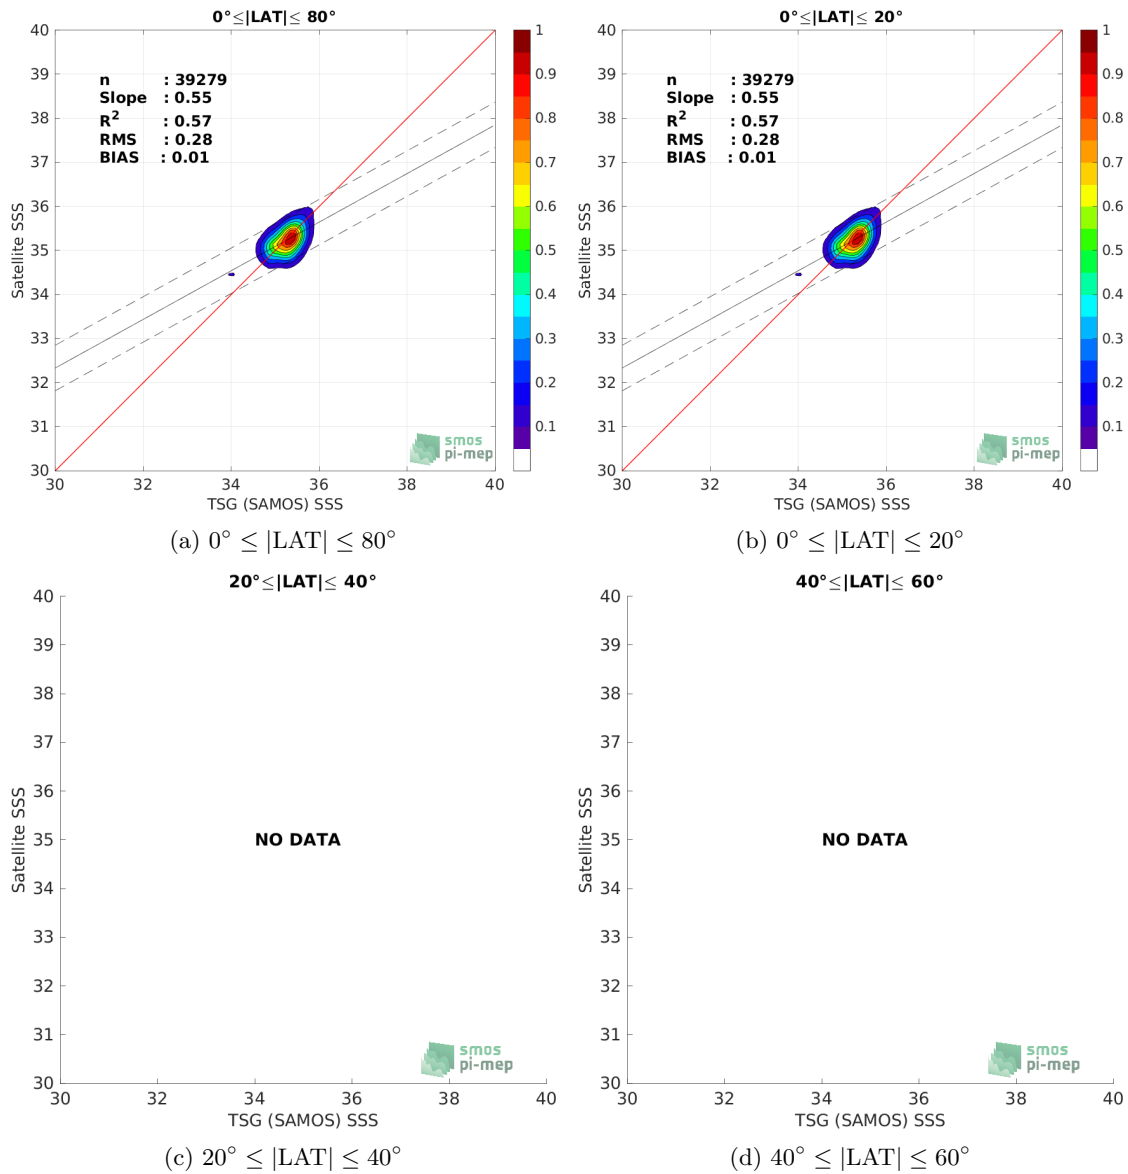 0°≤|LAT|≤ 80°
40
39
38
37
36
35
34
33
32
31
30
Satellite SSS
n : 39279
Slope : 0.55
R² : 0.57
RMS : 0.28
BIAS : 0.01
smos
pi-mep
30 32 34 36 38 40
TSG (SAMOS) SSS
1
0.9
0.8
0.7
0.6
0.5
0.4
0.3
0.2
0.1
(a) 0° ≤ |LAT| ≤ 80°
0°≤|LAT|≤ 20°
40
39
38
37
36
35
34
33
32
31
30
Satellite SSS
n : 39279
Slope : 0.55
R² : 0.57
RMS : 0.28
BIAS : 0.01
smos
pi-mep
30 32 34 36 38 40
TSG (SAMOS) SSS
1
0.9
0.8
0.7
0.6
0.5
0.4
0.3
0.2
0.1
(b) 0° ≤ |LAT| ≤ 20°
20°≤|LAT|≤ 40°
40
39
38
37
36
35
34
33
32
31
30
Satellite SSS
NO DATA
smos
pi-mep
30 32 34 36 38 40
TSG (SAMOS) SSS
(c) 20° ≤ |LAT| ≤ 40°
40°≤|LAT|≤ 60°
40
39
38
37
36
35
34
33
32
31
30
Satellite SSS
NO DATA
smos
pi-mep
30 32 34 36 38 40
TSG (SAMOS) SSS
(d) 40° ≤ |LAT| ≤ 60°